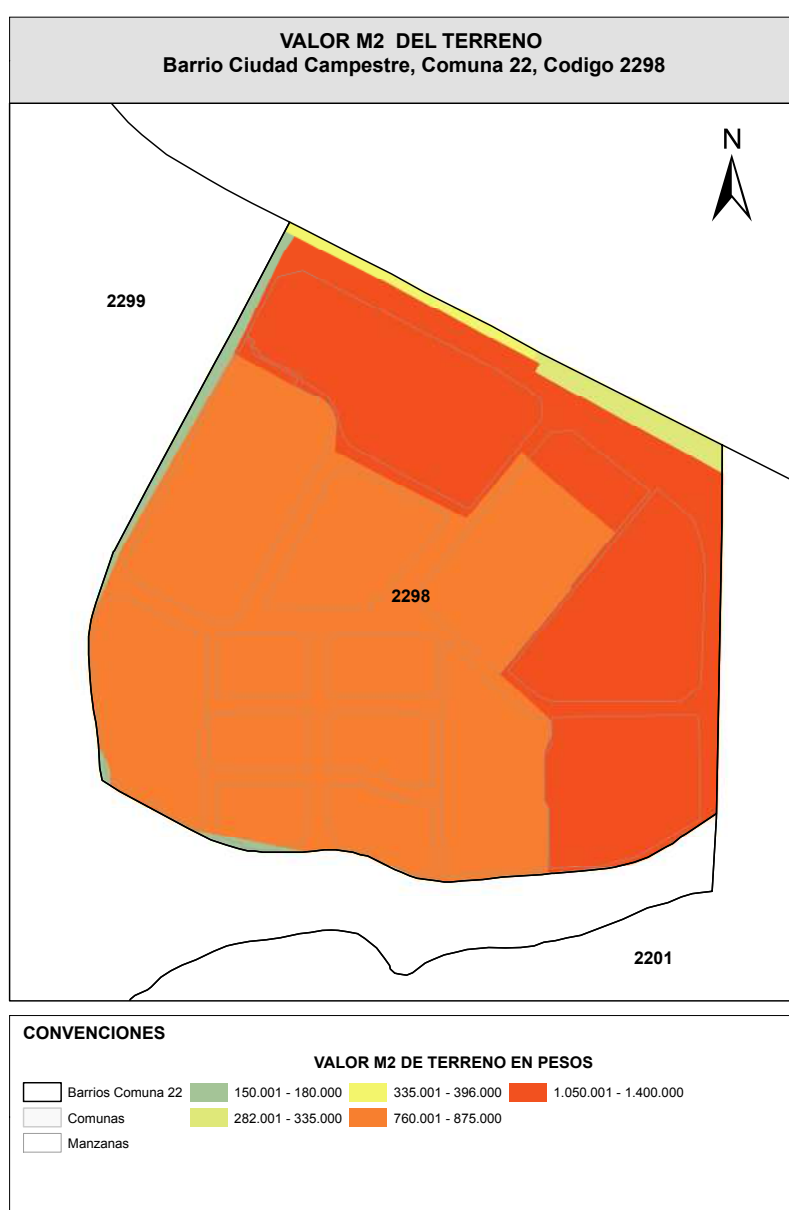 VALOR M2 DEL TERRENO
Barrio Ciudad Campestre, Comuna 22, Codigo 2298
N
2299
2298
2201
CONVENCIONES
VALOR M2 DE TERRENO EN PESOS
Barrios Comuna 22 150.001 - 180.000 335.001 - 396.000 1.050.001 - 1.400.000
Comunas 282.001 - 335.000 760.001 - 875.000
Manzanas